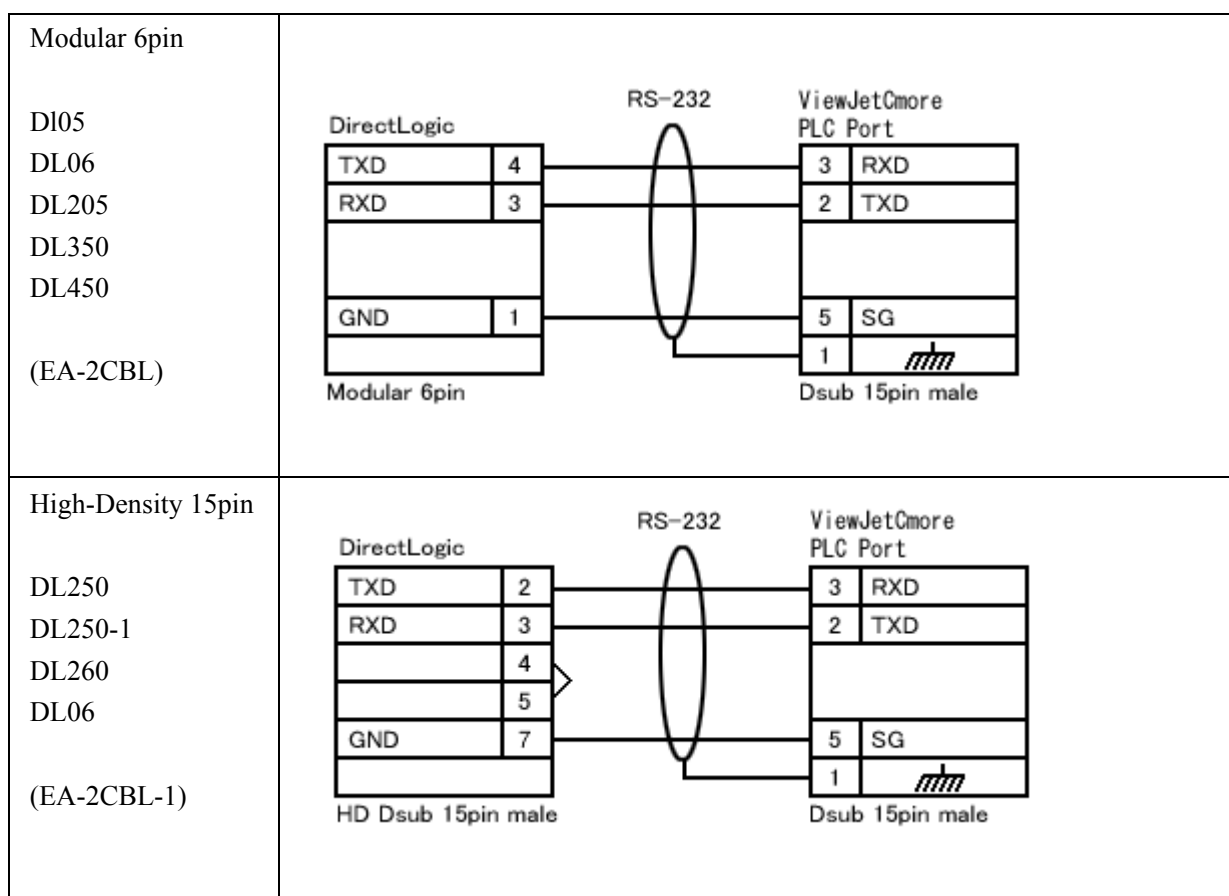 Modular 6pin
Dl05
DL06
DL205
DL350
DL450
(EA-2CBL)
RS-232
ViewJetCmore
DirectLogic
PLC Port
TXD 4
3 RXD
RXD 3
2 TXD
GND 1
5 SG
1
Modular 6pin
Dsub 15pin male
High-Density 15pin
DL250
DL250-1
DL260
DL06
(EA-2CBL-1)
RS-232
ViewJetCmore
DirectLogic
PLC Port
TXD 2
3 RXD
RXD 3
2 TXD
4
5
GND 7
5 SG
1
HD Dsub 15pin male
Dsub 15pin male